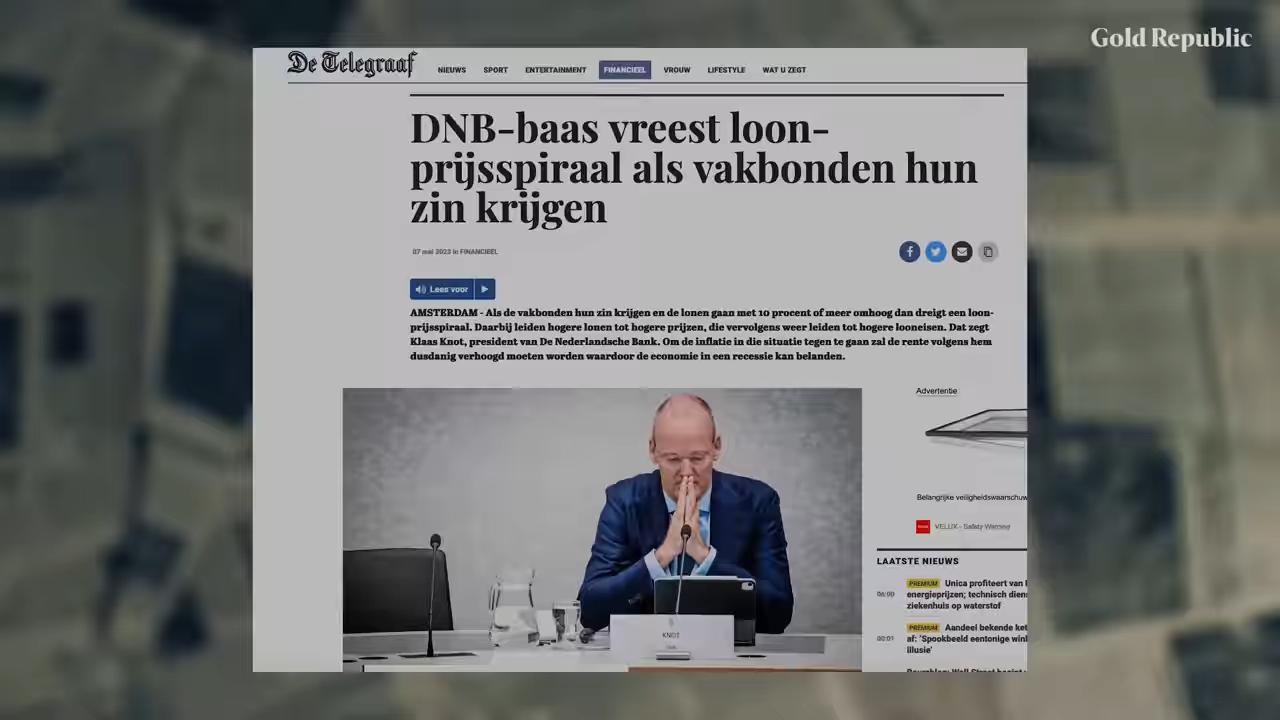 Gold Republic
De Telegraaf
NIEUWS SPORT ENTERTAINMENT FINANCIEEL VROUW LIFESTYLE WAT U ZEGT
DNB-baas vreest loon-
prijsspiraal als vakbonden hun
zin krijgen
07 mei 2023 in FINANCIEEL
Lees voor
AMSTERDAM - Als de vakbonden hun zin krijgen en de lonen gaan met 10 procent of meer omhoog dan dreigt een loon-
prijsspiraal. Daarbij leiden hogere lonen tot hogere prijzen, die vervolgens weer leiden tot hogere looneisen. Dat zegt
Klaas Knot, president van De Nederlandsche Bank. Om de inflatie in die situatie tegen te gaan zal de rente volgens hem
dusdanig verhoogd moeten worden waardoor de economie in een recessie kan belanden.
KNOT
Advertentie
Belangrijke veiligheidswaarschuw
VELUX - Safety Warning
LAATSTE NIEUWS
PREMIUM Unica profiteert van
06:00 energieprijzen; technisch diens
ziekenhuis op waterstof
PREMIUM Aandeel bekende ket
00:01 af: 'Spookbeeld eentonige wink
illusie'